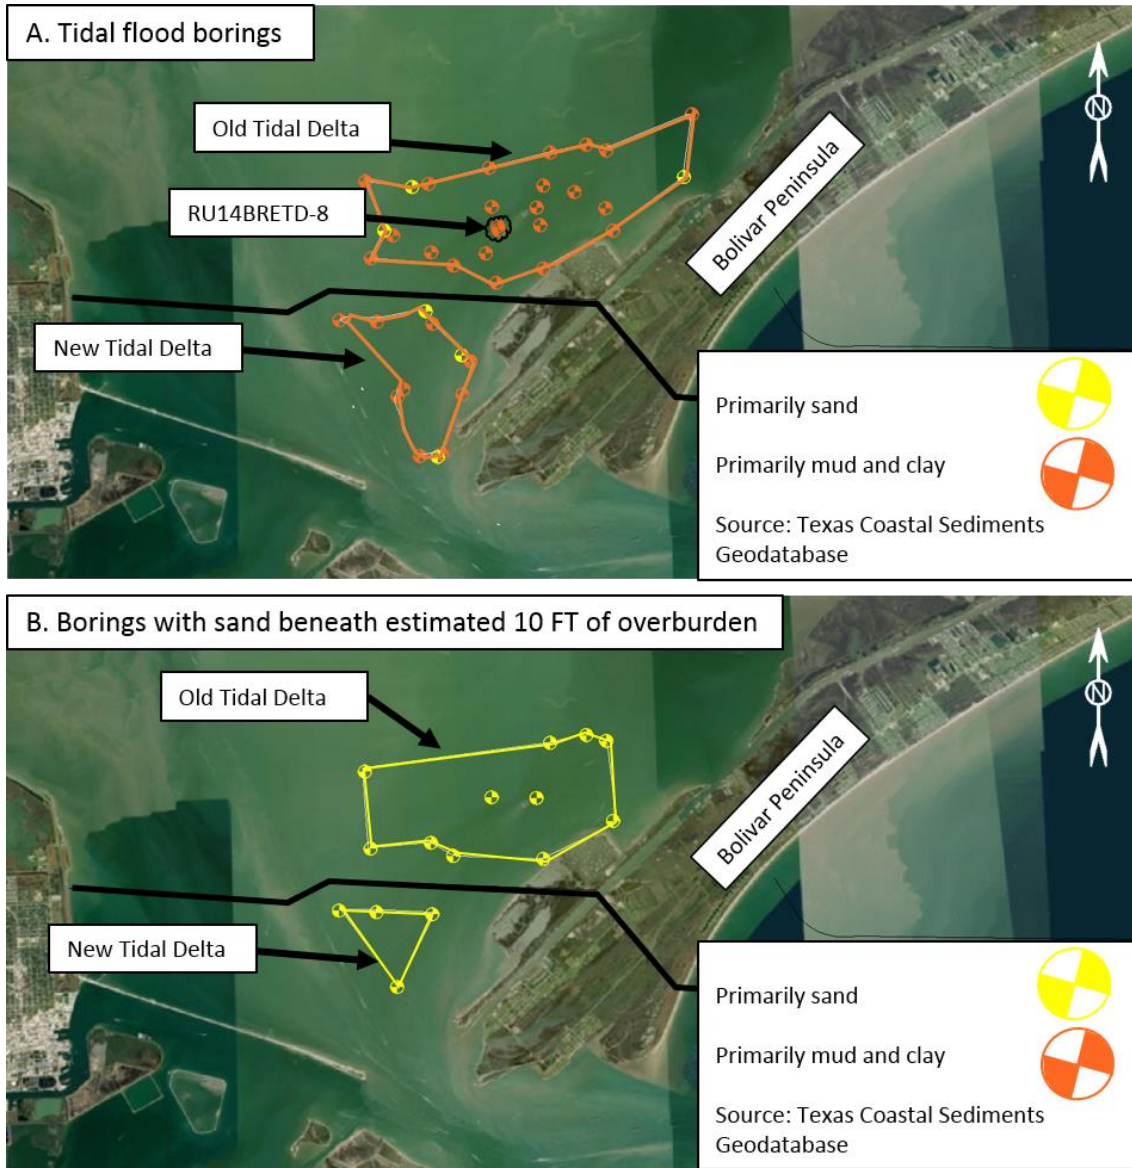 A. Tidal flood borings
Old Tidal Delta
RU14BRETD-8
New Tidal Delta
Bolivar Peninsula
N
Primarily sand
Primarily mud and clay
Source: Texas Coastal Sediments
Geodatabase
B. Borings with sand beneath estimated 10 FT of overburden
Old Tidal Delta
New Tidal Delta
Bolivar Peninsula
N
Primarily sand
Primarily mud and clay
Source: Texas Coastal Sediments
Geodatabase